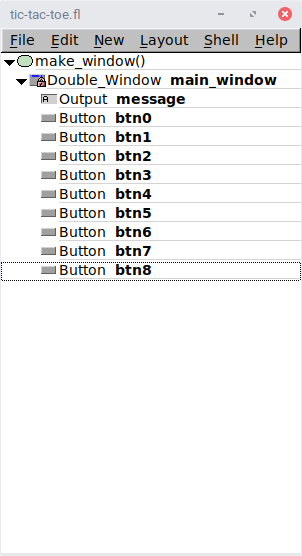 tic-tac-toe.fl
File Edit New Layout Shell Help
make_window()
Double_Window main_window
A Output message
Button btn0
Button btn1
Button btn2
Button btn3
Button btn4
Button btn5
Button btn6
Button btn7
Button btn8